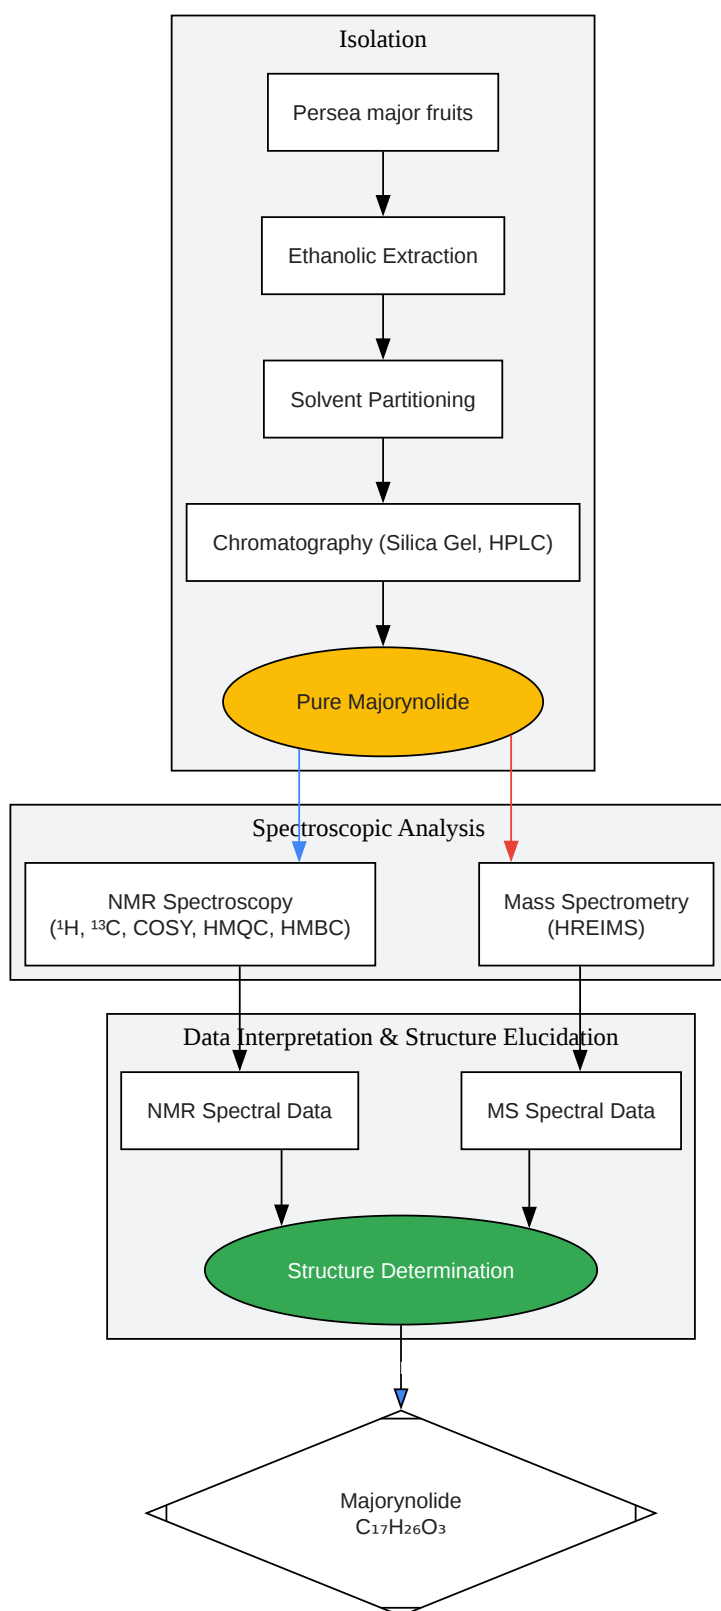 Isolation
Persea major fruits
Ethanolic Extraction
Solvent Partitioning
Chromatography (Silica Gel, HPLC)
Pure Majorynolide
Spectroscopic Analysis
NMR Spectroscopy
(¹H, ¹³C, COSY, HMQC, HMBC)
Mass Spectrometry
(HREIMS)
Data Interpretation & Structure Elucidation
NMR Spectral Data
MS Spectral Data
Structure Determination
Majorynolide
C₁₇H₂₆O₃